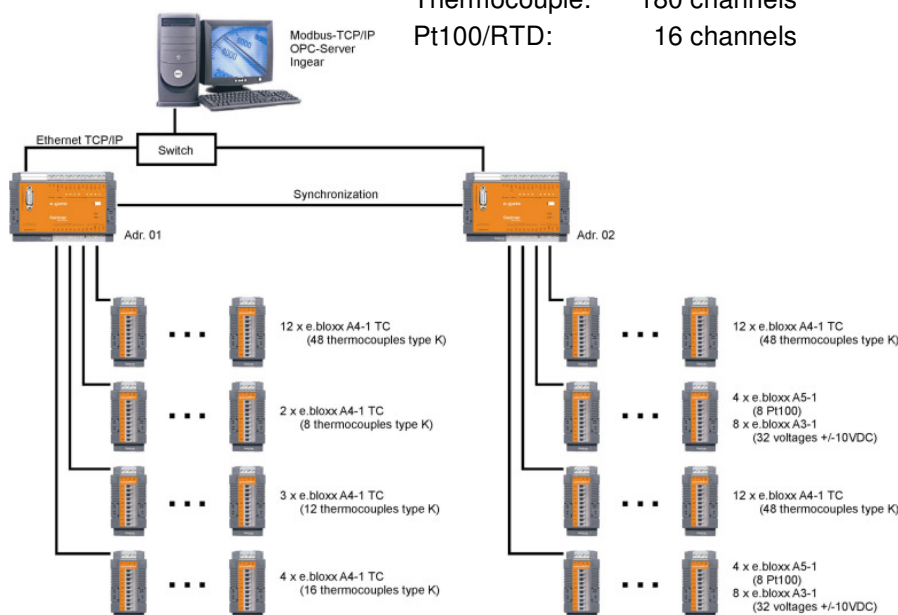 Thermocouple: 180 channels
Pt100/RTD: 16 channels
Modbus-TCP/IP
OPC-Server
Ingear
Ethernet TCP/IP
Switch
Synchronization
Adr. 01
Adr. 02
12 x e.bloxx A4-1 TC
(48 thermocouples type K)
2 x e.bloxx A4-1 TC
(8 thermocouples type K)
3 x e.bloxx A4-1 TC
(12 thermocouples type K)
4 x e.bloxx A4-1 TC
(16 thermocouples type K)
12 x e.bloxx A4-1 TC
(48 thermocouples type K)
4 x e.bloxx A5-1
(8 Pt100)
8 x e.bloxx A3-1
(32 voltages +/-10VDC)
12 x e.bloxx A4-1 TC
(48 thermocouples type K)
4 x e.bloxx A5-1
(8 Pt100)
8 x e.bloxx A3-1
(32 voltages +/-10VDC)